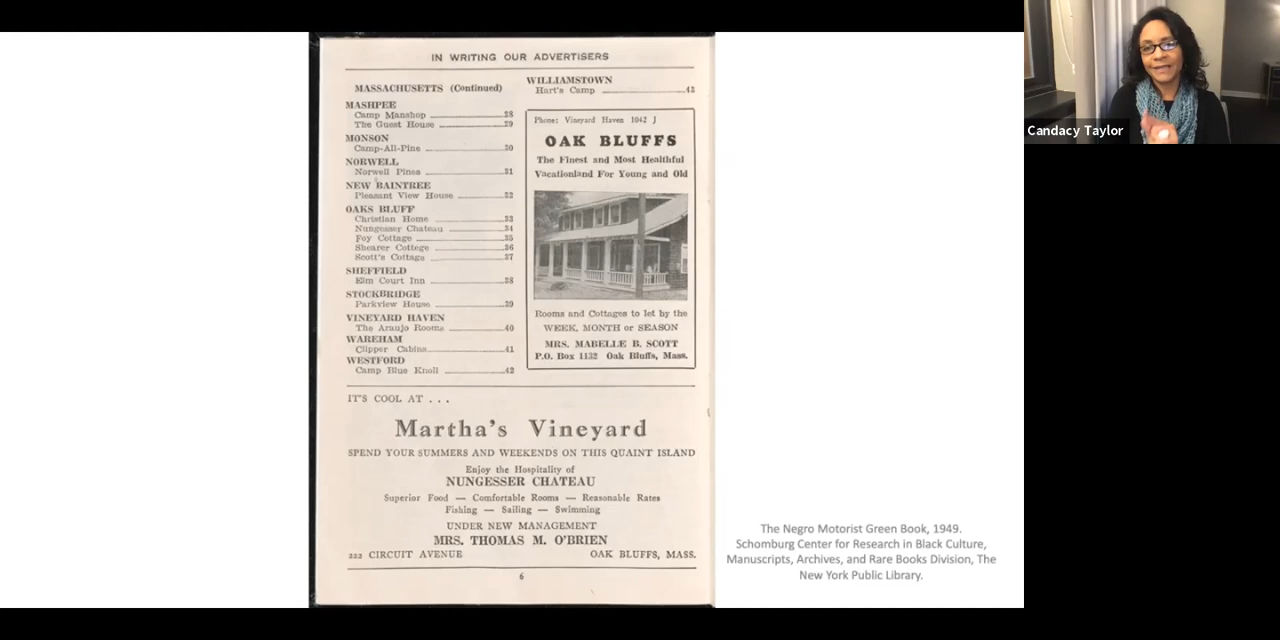 IN WRITING OUR ADVERTISERS
MASSACHUSETTS (Continued)
MASHPEE
Camp Manshop 28
The Guest House 29
MONSON
Camp-All-Pine 30
NORWELL
Norwell Pines 31
NEW BAINTREE
Pleasant View House 32
OAKS BLUFF
Christian Home 33
Nungesser Chateau 34
Foy Cottage 35
Shearer Cottege 36
Scott's Cottage 37
SHEFFIELD
Elm Court Inn 38
STOCKBRIDGE
Parkview House 39
VINEYARD HAVEN
The Araujo Rooms 40
WAREHAM
Clipper Cabins 41
WESTFORD
Camp Blue Knoll 42
WILLIAMSTOWN
Hart's Camp 43
Phone: Vineyard Haven 1042 J
OAK BLUFFS
The Finest and Most Healthful
Vacationland For Young and Old
Rooms and Cottages to let by the
WEEK, MONTH or SEASON
MRS. MABELLE B. SCOTT
P.O. Box 1132 Oak Bluffs, Mass.
IT'S COOL AT . . .
Martha's Vineyard
SPEND YOUR SUMMERS AND WEEKENDS ON THIS QUAINT ISLAND
Enjoy the Hospitality of
NUNGESSER CHATEAU
Superior Food — Comfortable Rooms — Reasonable Rates
Fishing — Sailing — Swimming
UNDER NEW MANAGEMENT
MRS. THOMAS M. O'BRIEN
222 CIRCUIT AVENUE OAK BLUFFS, MASS.
6
The Negro Motorist Green Book, 1949.
Schomburg Center for Research in Black Culture,
Manuscripts, Archives, and Rare Books Division, The
New York Public Library.
Candacy Taylor